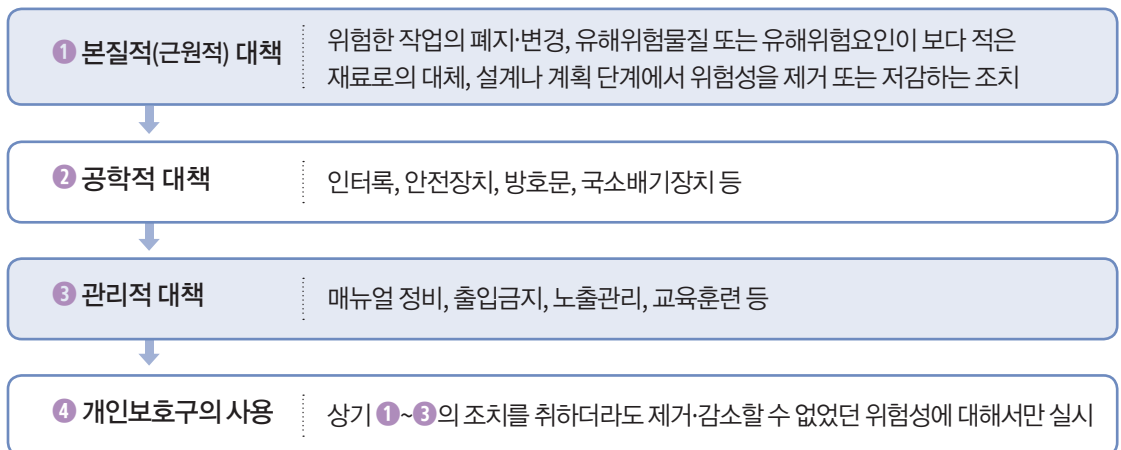 ❶ 본질적(근원적) 대책
위험한 작업의 폐지·변경, 유해위험물질 또는 유해위험요인이 보다 적은
재료로의 대체, 설계나 계획 단계에서 위험성을 제거 또는 저감하는 조치
❷ 공학적 대책
인터록, 안전장치, 방호문, 국소배기장치 등
❸ 관리적 대책
매뉴얼 정비, 출입금지, 노출관리, 교육훈련 등
❹ 개인보호구의 사용
상기 ❶~❸의 조치를 취하더라도 제거·감소할 수 없었던 위험성에 대해서만 실시